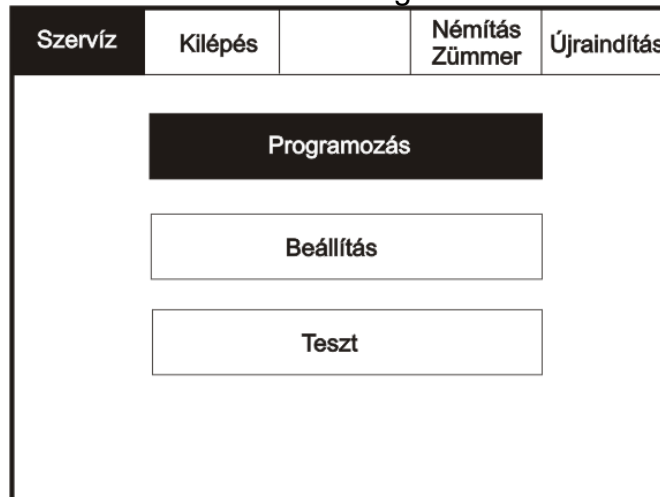 Szervíz
Kilépés
Némítás
Zümmer
Újraindítás
Programozás
Beállítás
Teszt